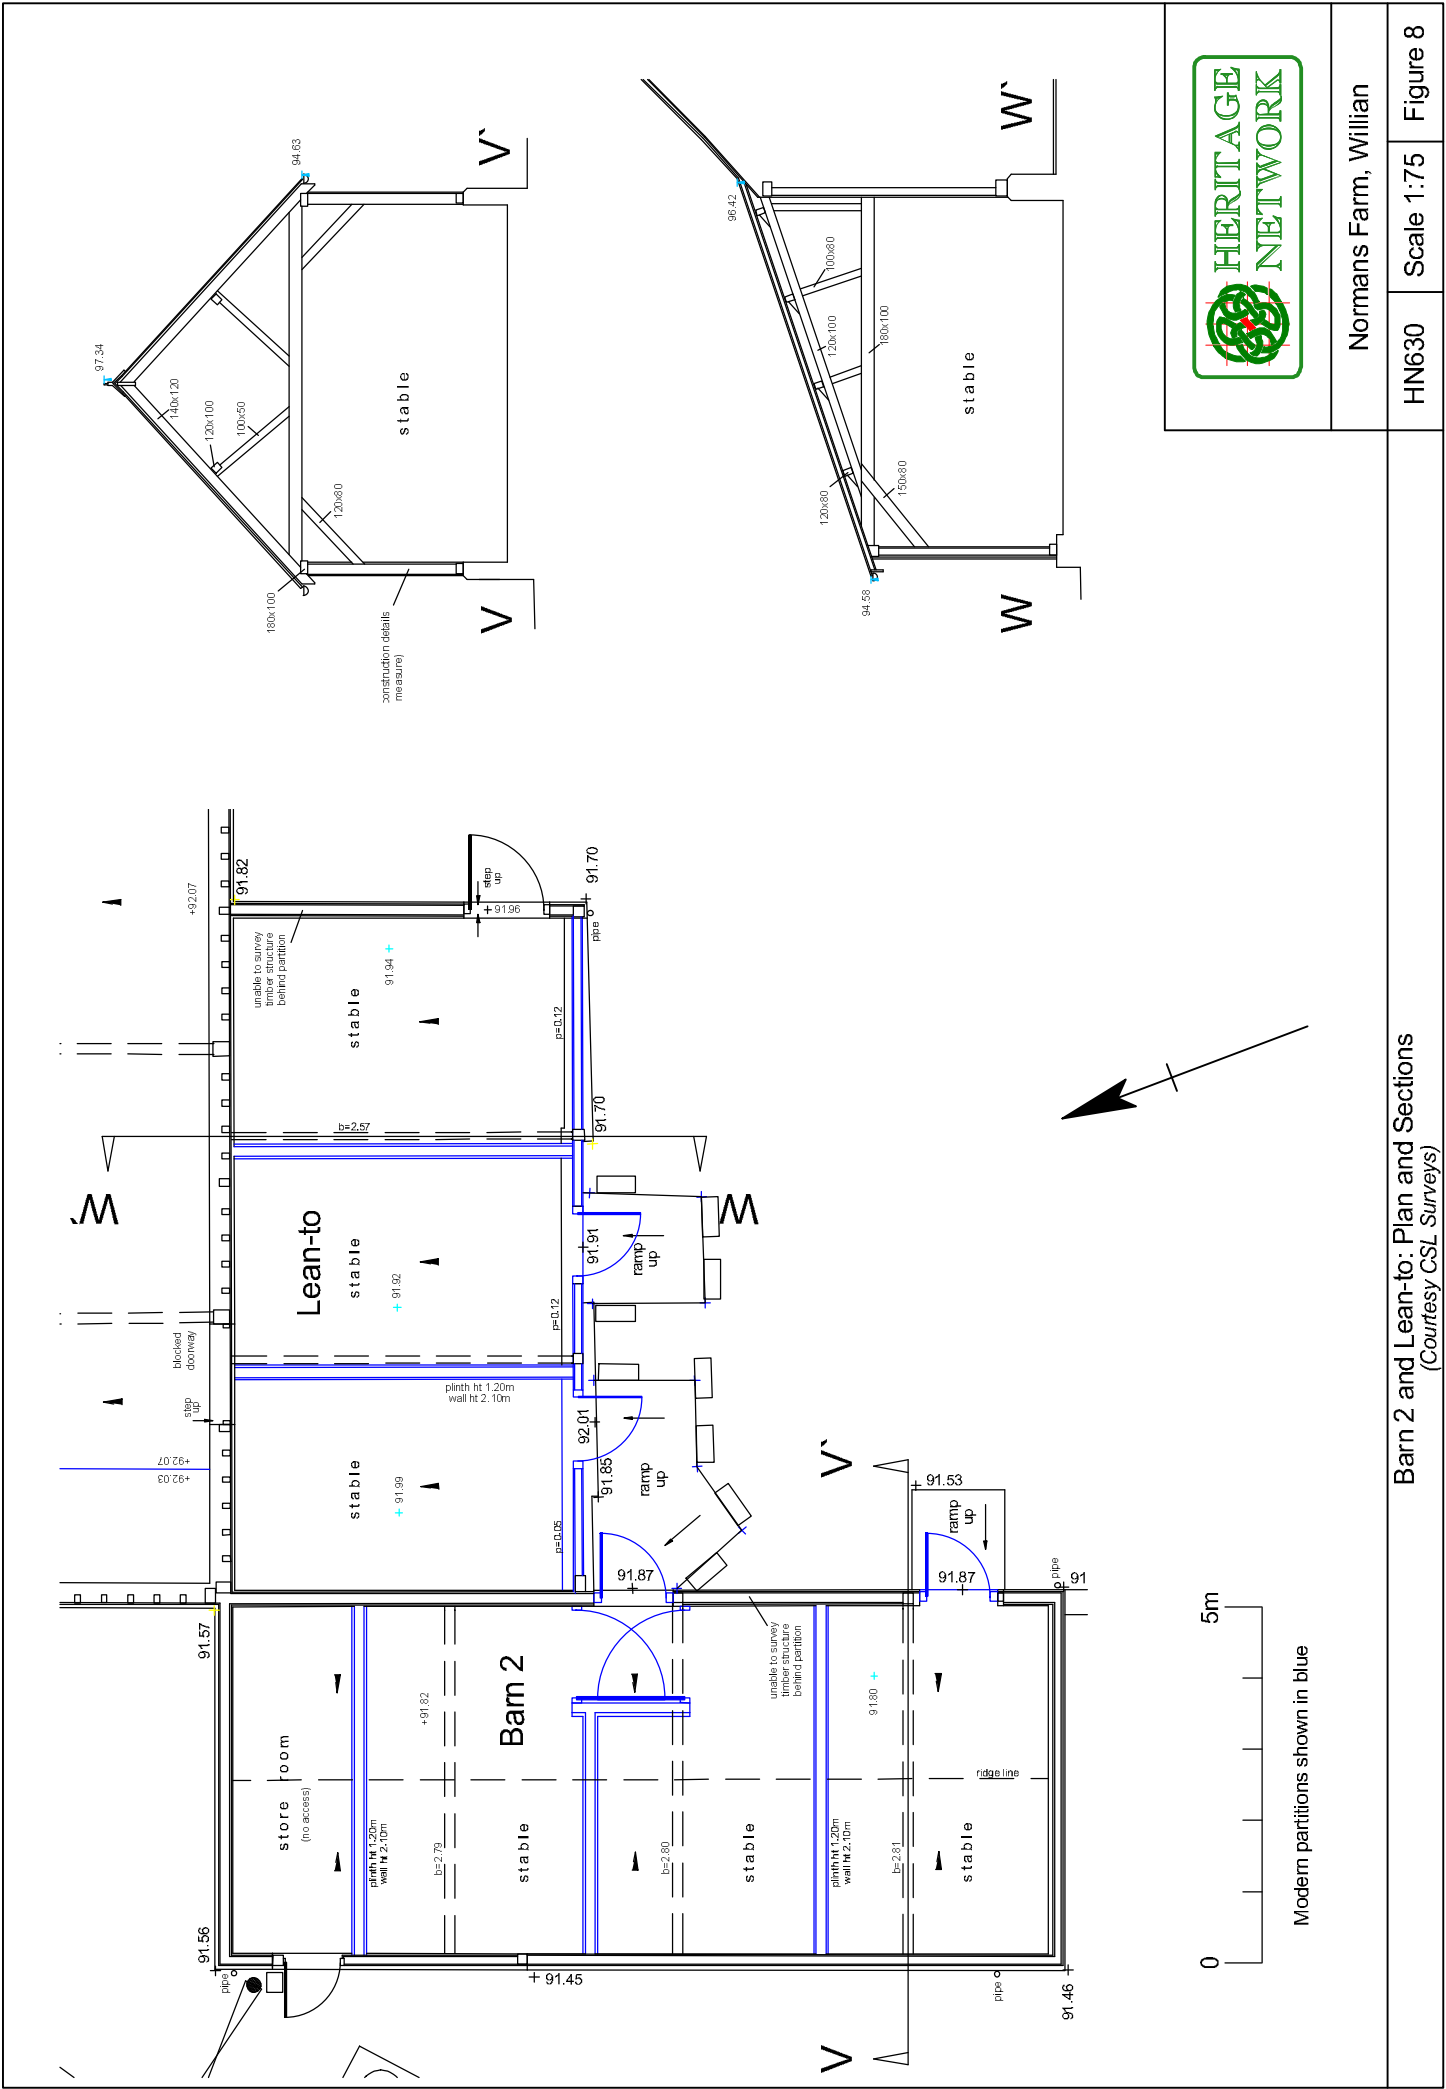 pipe
91.56
91.57
store room
(no access)
plinth ht 1.20m
wall ht 2.10m
+91.82
b=2.79
Barn 2
stable
91.45
91.87
b=2.80
stable
unable to survey
timber structure
behind partition
plinth ht 1.20m
wall ht 2.10m
91.80
b=2.81
stable
ridge line
91.87
ramp
up
91.53
pipe
91
pipe
91.46
V
V`
+92.03
+92.07
step
up
blocked
doorway
stable
91.99
plinth ht 1.20m
wall ht 2.10m
p=0.05
91.85
92.01
ramp
up
Lean-to
stable
91.92
p=0.12
91.91
ramp
up
W`
W
b=2.57
91.70
stable
91.94
unable to survey
timber structure
behind partition
p=0.12
+92.07
91.82
step
up
91.96
91.70
pipe
97.34
94.63
140x120
120x100
100x50
120x80
180x100
stable
construction details
measure)
V
V`
96.42
100x80
120x100
180x100
120x80
150x80
94.58
stable
W
W`
0
5m
Modern partitions shown in blue
HERITAGE
NETWORK
Normans Farm, Willian
HN630
Scale 1:75
Figure 8
Barn 2 and Lean-to: Plan and Sections
(Courtesy CSL Surveys)